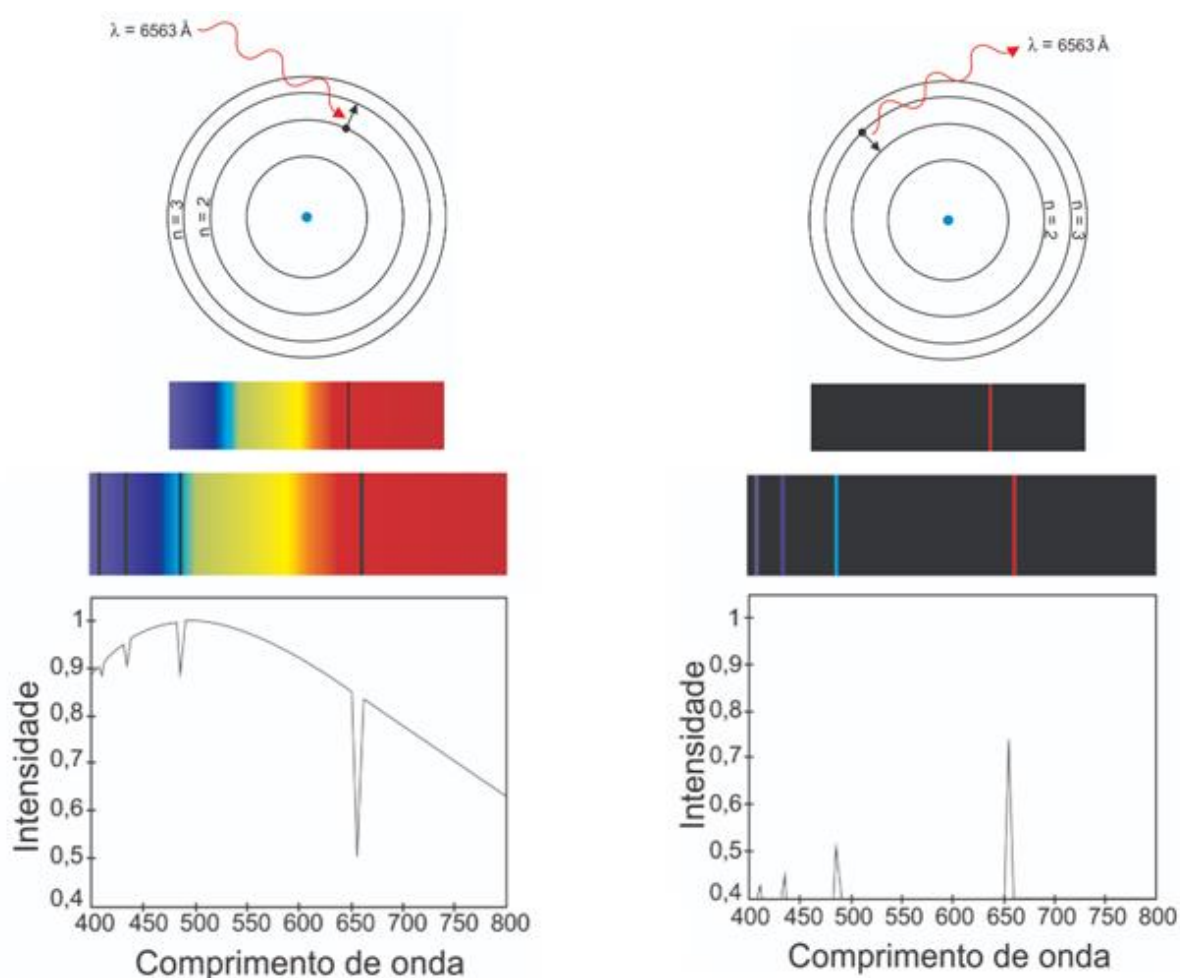 λ = 6563 Å
n = 3
n = 2
λ = 6563 Å
n = 2
n = 3
Intensidade
1
0,9
0,8
0,7
0,6
0,5
0,4
400 450 500 550 600 650 700 750 800
Comprimento de onda
Intensidade
1
0,9
0,8
0,7
0,6
0,5
0,4
400 450 500 550 600 650 700 750 800
Comprimento de onda